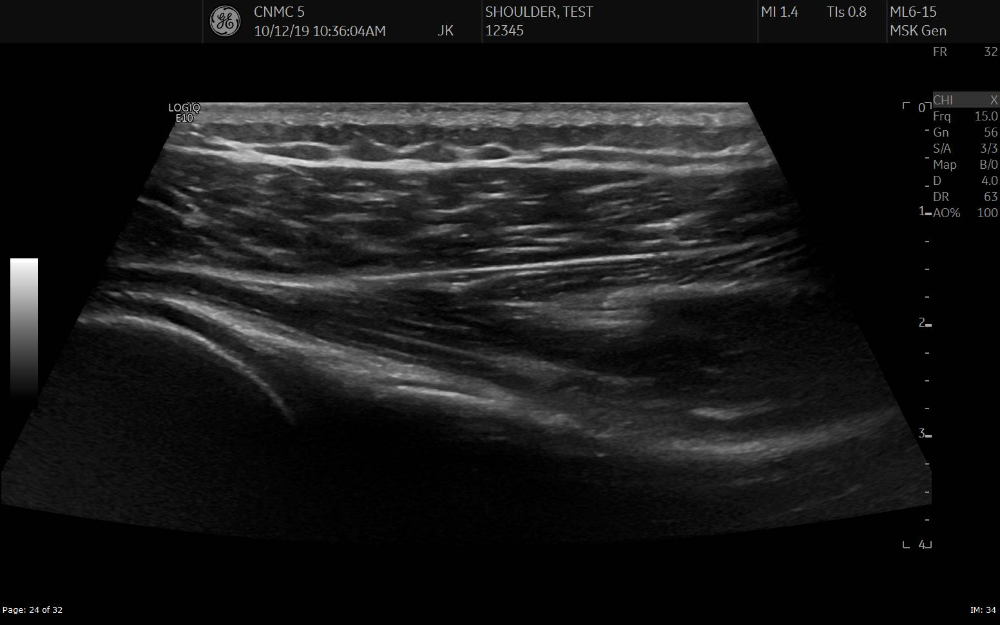 CNMC 5
10/12/19 10:36:04AM JK
SHOULDER, TEST
12345
MI 1.4 TIs 0.8
ML6-15
MSK Gen
FR 32
LOGIQ
E10
CHI X
Frq 15.0
Gn 56
S/A 3/3
Map B/0
D 4.0
DR 63
AO% 100
0
1
2
3
4
Page: 24 of 32
IM: 34